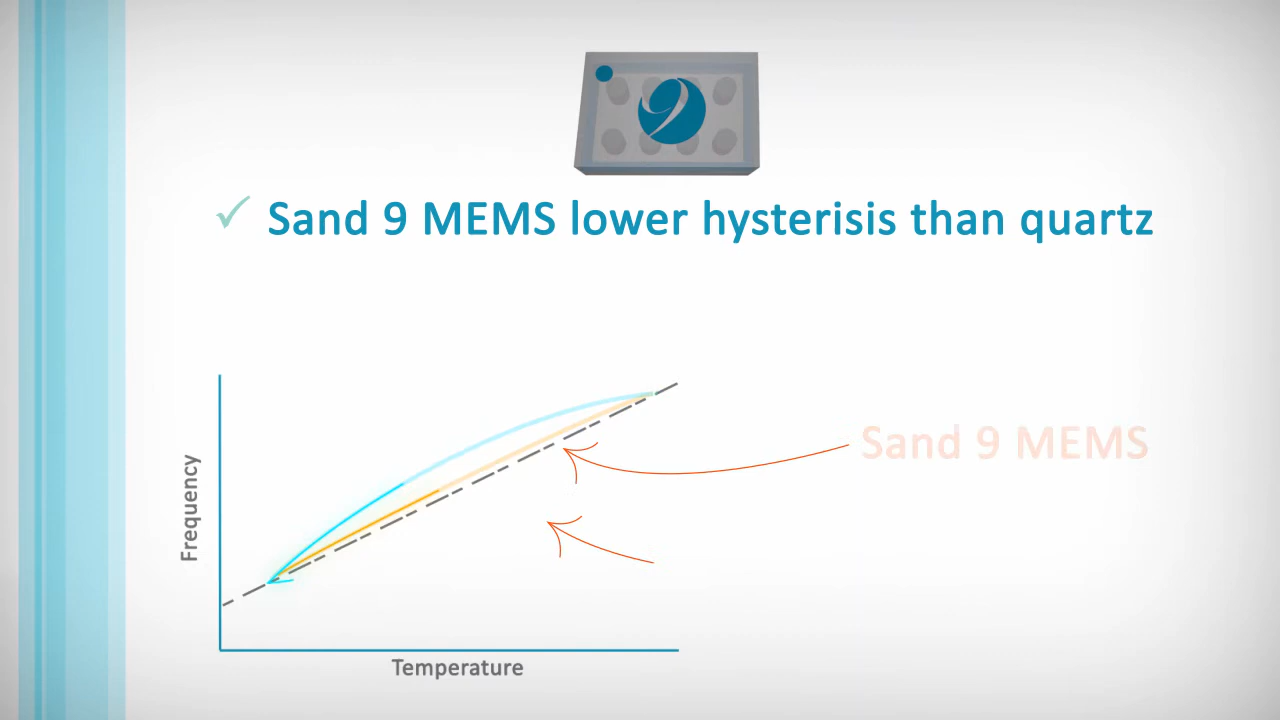 Sand 9 MEMS lower hysterisis than quartz
Sand 9 MEMS
Frequency
Temperature